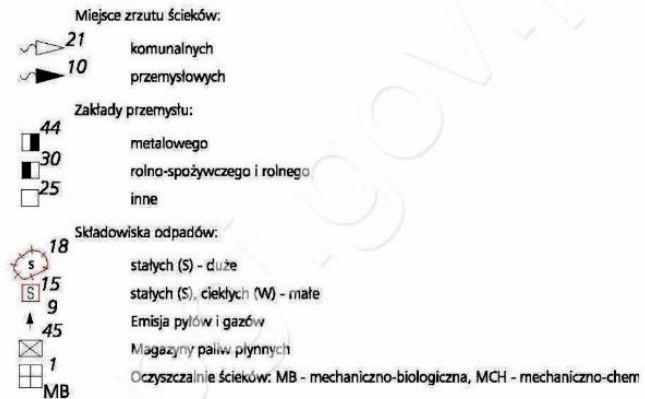 Miejsce zrzutu ścieków:
21 komunalnych
10 przemysłowych
Zakłady przemysłu:
44 metalowego
30 rolno-spożywczego i rolnego
25 inne
Składowiska odpadów:
18 S stałych (S) - duże
15 S stałych (S), ciekłych (W) - małe
9 Emisja pyłów i gazów
45 Magazyny paliw płynnych
1 MB Oczyszczalnie ścieków: MB - mechaniczno-biologiczna, MCH - mechaniczno-chem